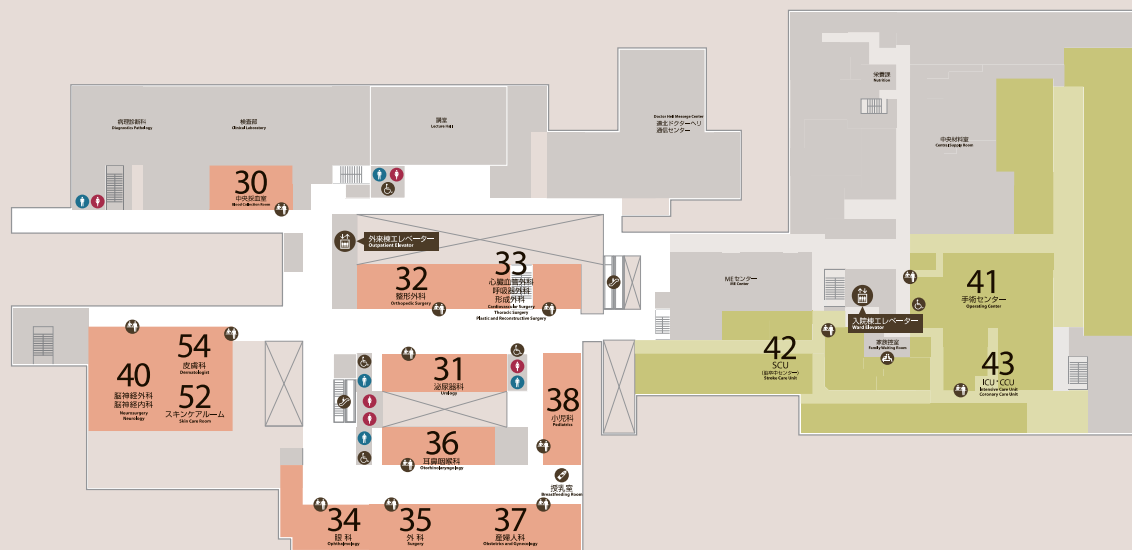 栄養課
Nutrition
病理診断科
Diagnostics Pathology
検査部
Clinical Laboratory
講堂
Lecture Hall
Doctor Heli Message Center
道北ドクターヘリ
通信センター
中央材料室
Central Supply Room
30
中央採血室
Blood Collection Room
外来棟エレベーター
Outpatient Elevator
32
整形外科
Orthopedic Surgery
33
心臓血管外科
呼吸器外科
形成外科
Cardiovascular Surgery
Thoracic Surgery
Plastic and Reconstructive Surgery
MEセンター
ME Center
41
手術センター
Operating Center
入院棟エレベーター
Ward Elevator
家族控室
Family Waiting Room
42
SCU
(脳卒中センター)
Stroke Care Unit
43
ICU・CCU
Intensive Care Unit
Coronary Care Unit
54
皮膚科
Dermatologist
40
脳神経外科
脳神経内科
Neurosurgery
Neurology
52
スキンケアルーム
Skin Care Room
31
泌尿器科
Urology
38
小児科
Pediatrics
36
耳鼻咽喉科
Otorhinolaryngology
授乳室
Breastfeeding Room
34
眼 科
Ophthalmology
35
外 科
Surgery
37
産婦人科
Obstetrics and Gynecology